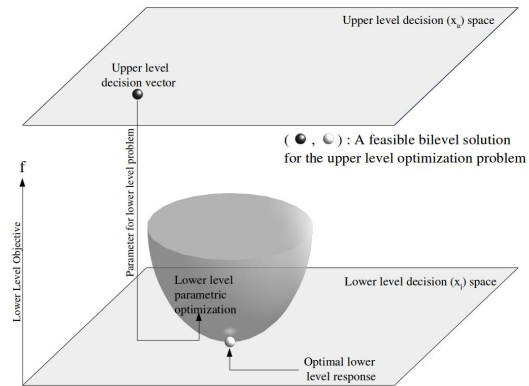 Upper level decision (x_u) space
Upper level
decision vector
( , ) : A feasible bilevel solution
for the upper level optimization problem
Parameter for lower level problem
f
Lower Level Objective
Lower level
parametric
optimization
Lower level decision (x_l) space
Optimal lower
level response